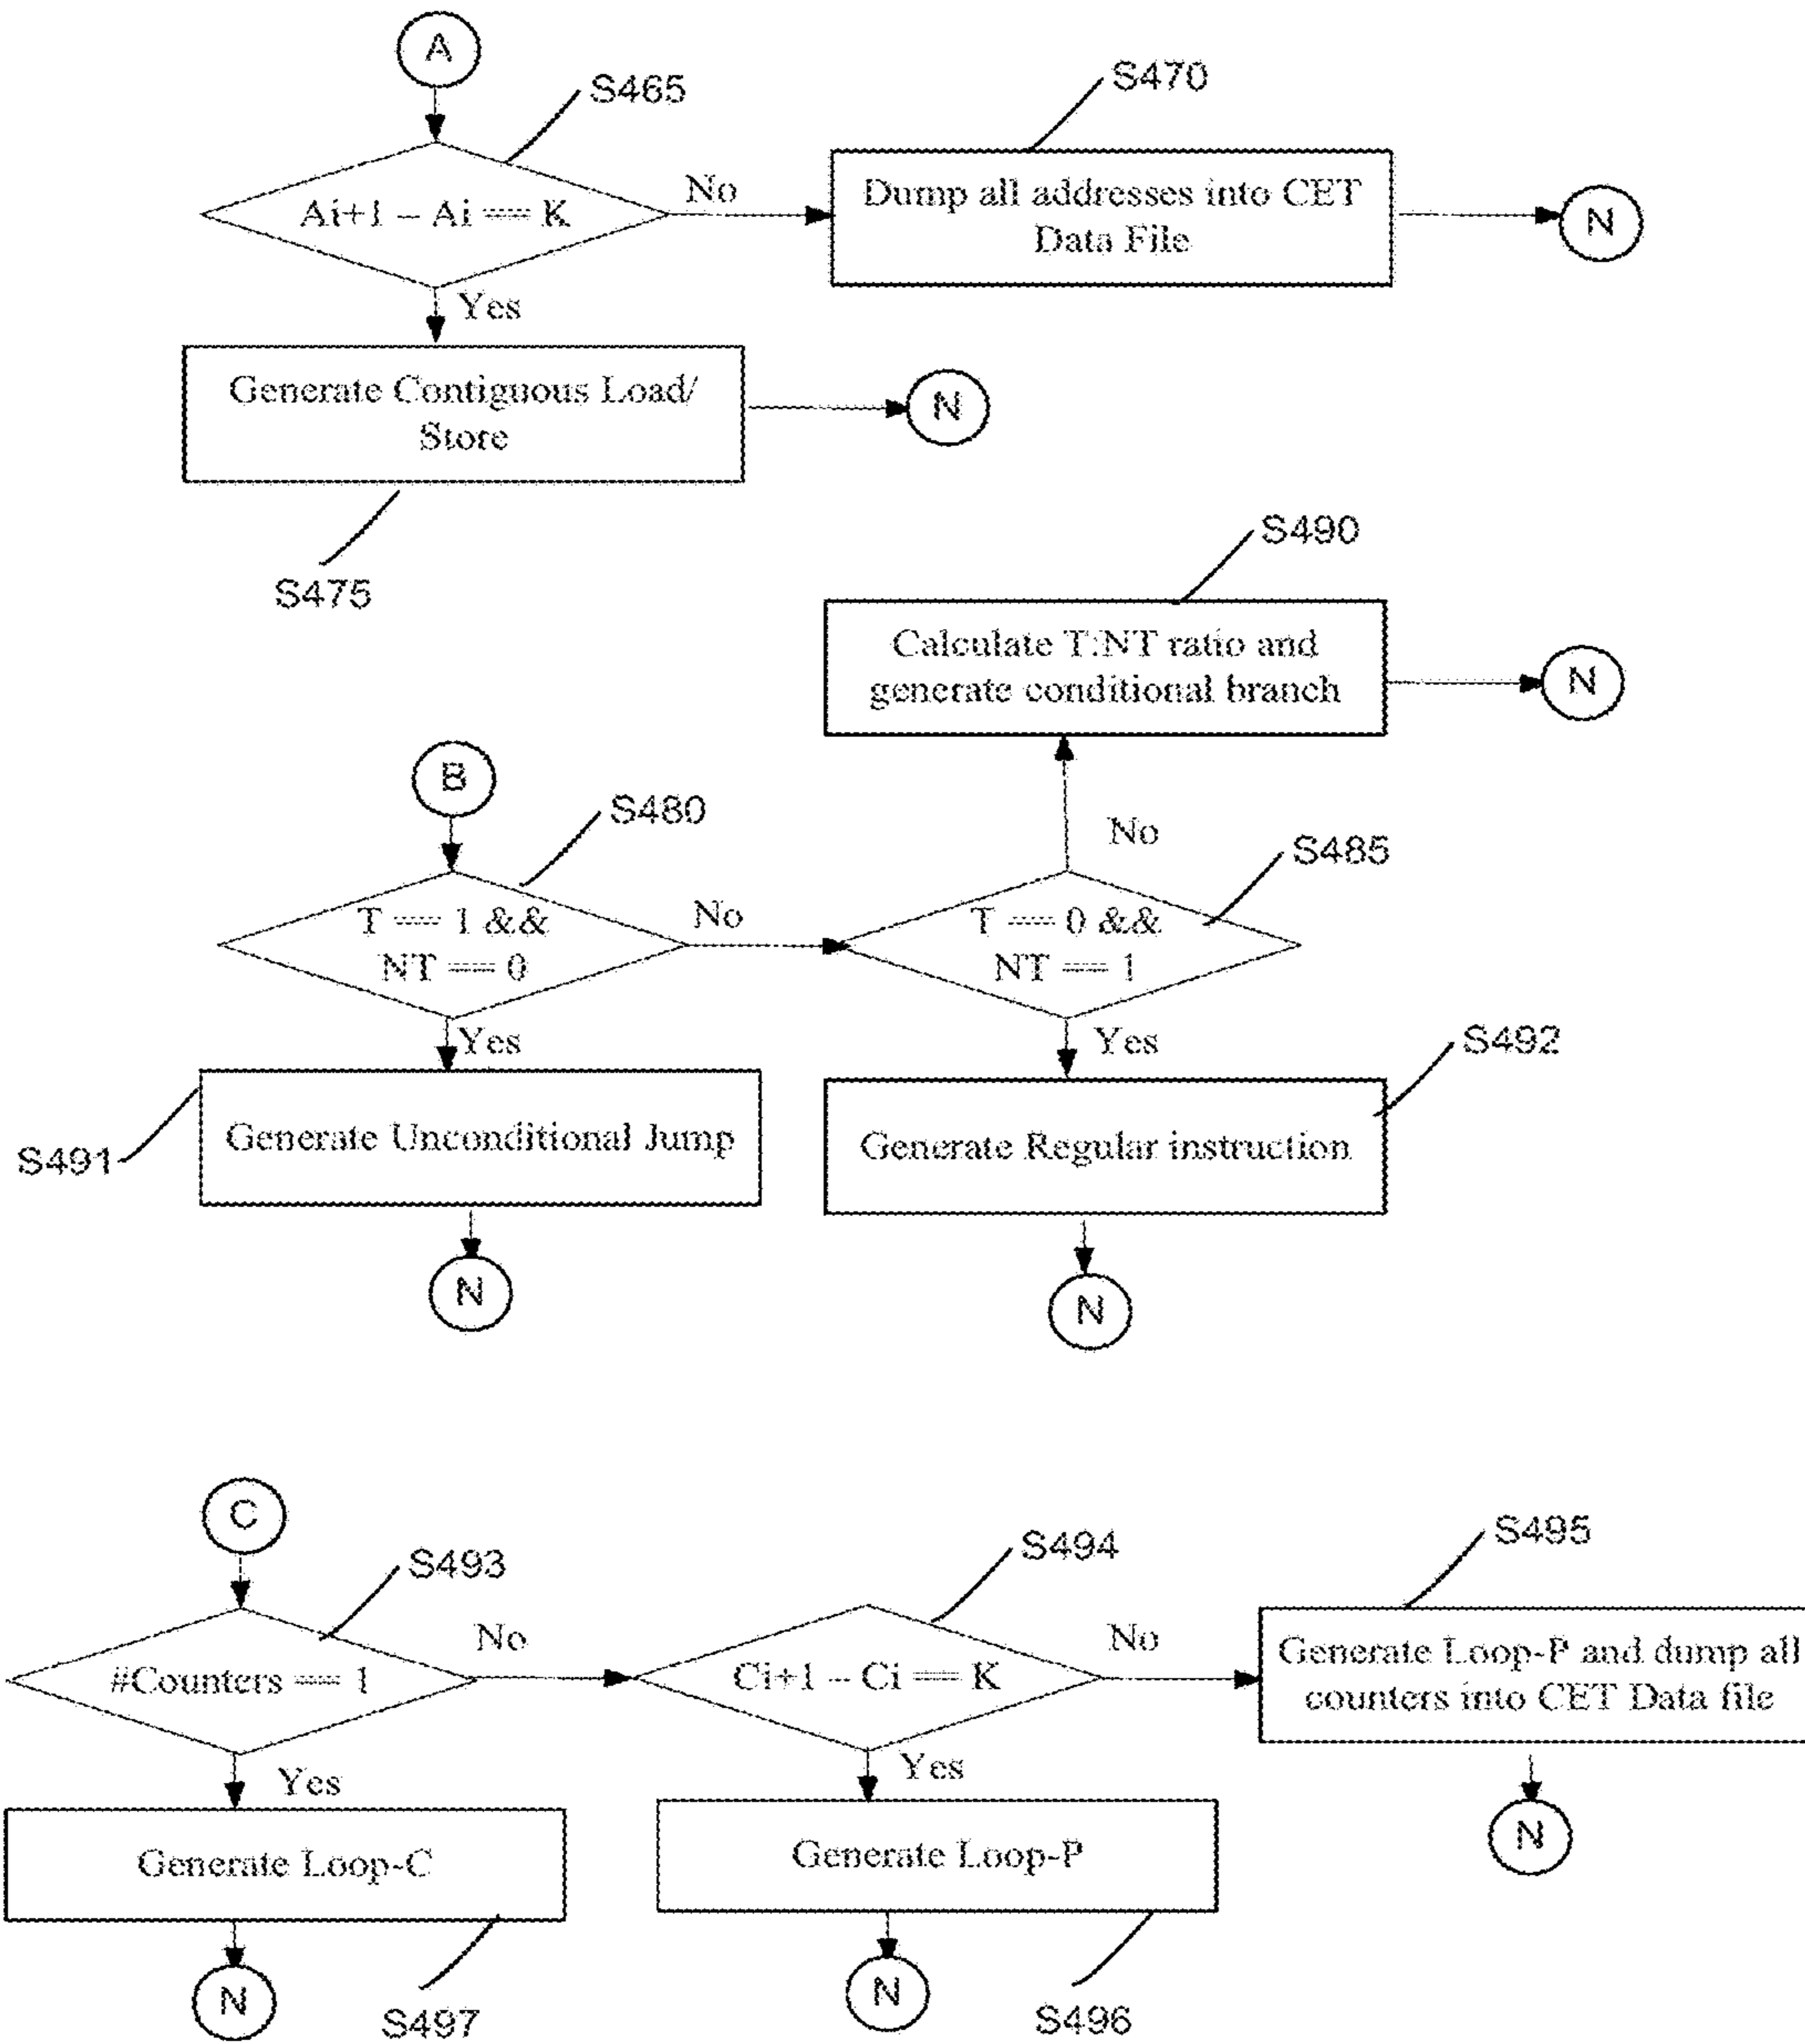 A
S465
S470
Ai+1 – Ai == K
No
Dump all addresses into CET
Data File
N
Yes
Generate Contiguous Load/
Store
N
S475
S490
Calculate T:NT ratio and
generate conditional branch
N
B
S480
No
S485
T == 1 &&
NT == 0
No
T == 0 &&
NT == 1
Yes
Yes
S492
S491
Generate Unconditional Jump
Generate Regular instruction
N
N
C
S493
S494
S495
#Counters == 1
No
Ci+1 – Ci == K
No
Generate Loop-P and dump all
counters into CET Data file
Yes
Yes
N
Generate Loop-C
Generate Loop-P
N
S497
N
S496